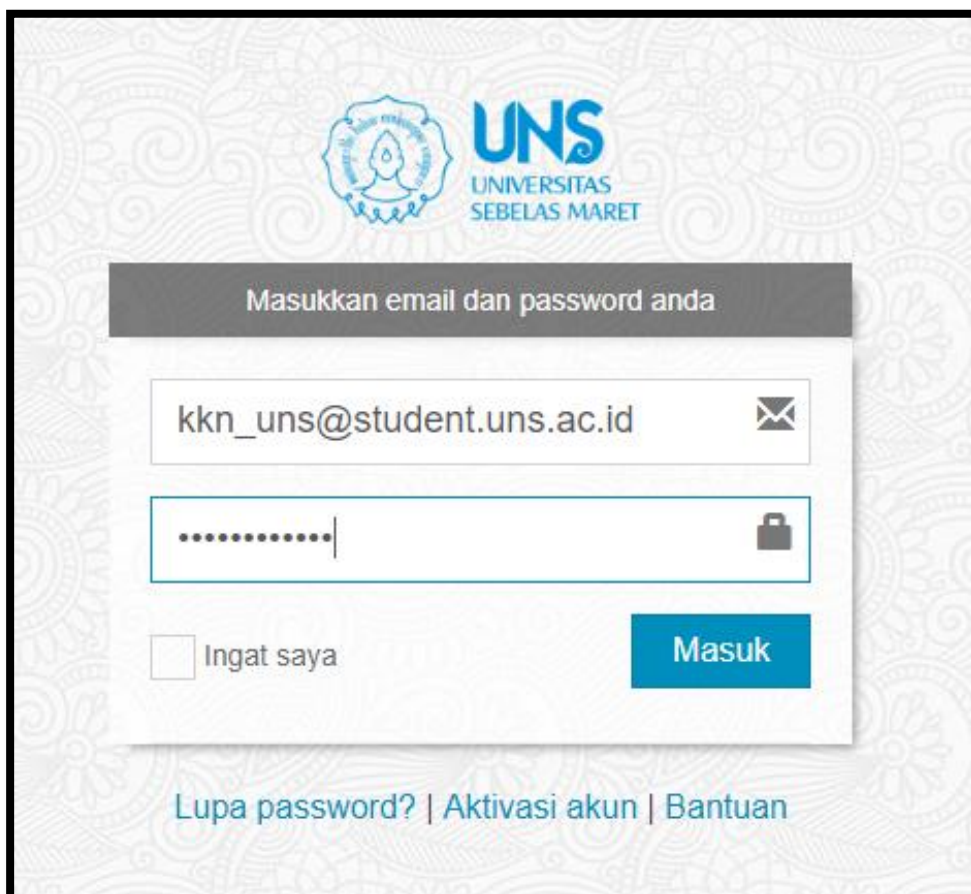 UNS
UNIVERSITAS
SEBELAS MARET
Masukkan email dan password anda
kkn_uns@student.uns.ac.id
••••••••••••
Ingat saya
Masuk
Lupa password? | Aktivasi akun | Bantuan